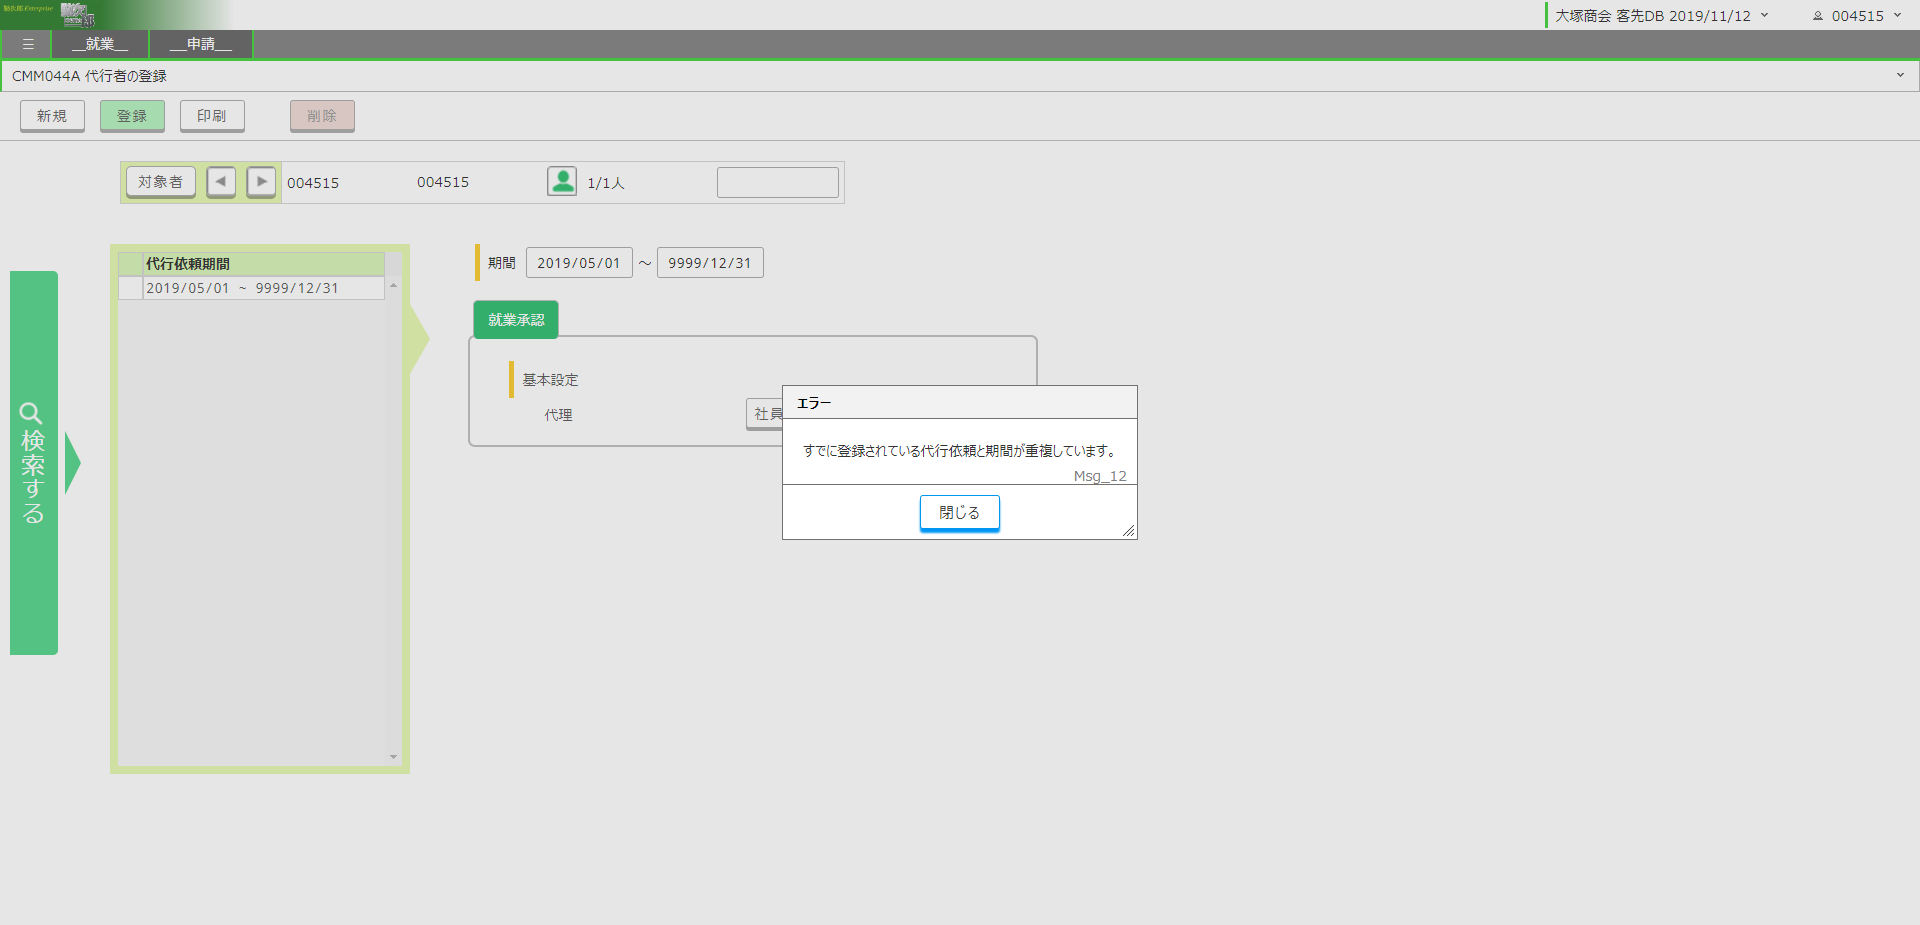 大塚商会 客先DB 2019/11/12
004515
__就業__
__申請__
CMM044A 代行者の登録
新規
登録
印刷
削除
対象者
004515
004515
1/1人
検索する
代行依頼期間
2019/05/01 ~ 9999/12/31
期間
2019/05/01
～
9999/12/31
就業承認
基本設定
代理
社員
エラー
すでに登録されている代行依頼と期間が重複しています。
Msg_12
閉じる